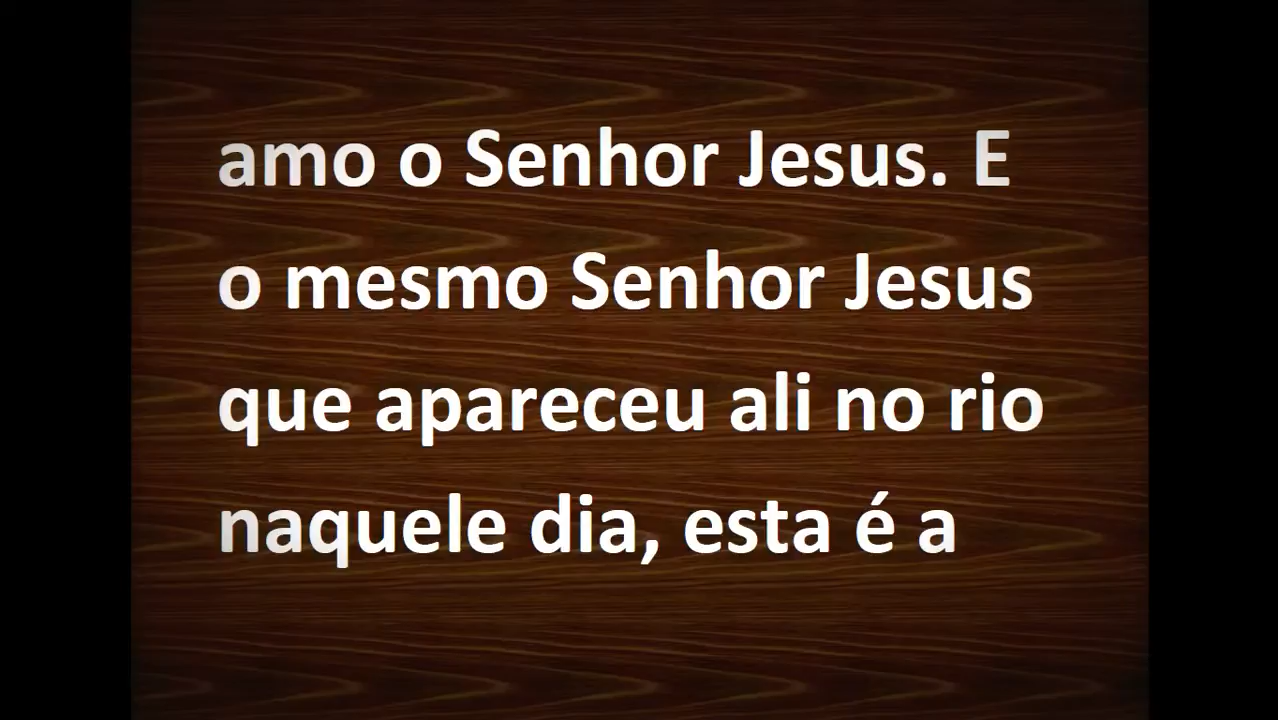 amo o Senhor Jesus. E
o mesmo Senhor Jesus
que apareceu ali no rio
naquele dia, esta é a